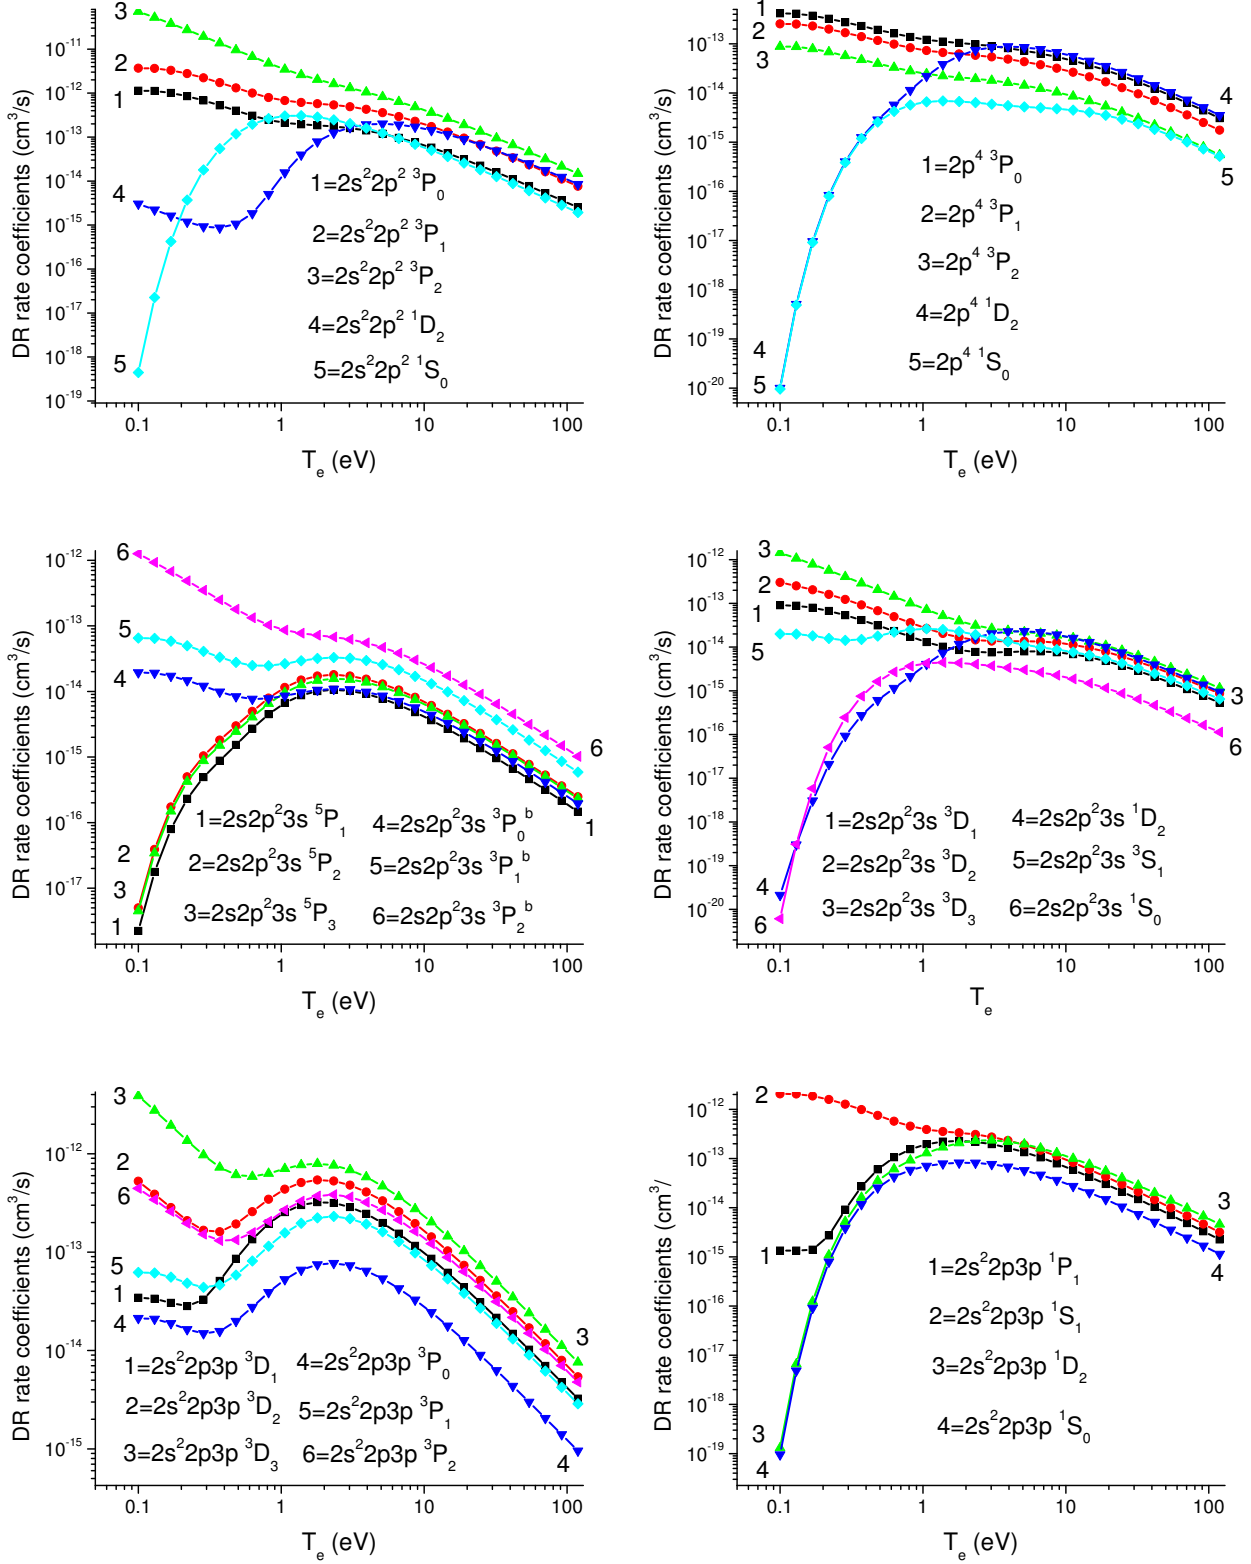 DR rate coefficients (cm³/s)
10⁻¹¹
10⁻¹²
10⁻¹³
10⁻¹⁴
10⁻¹⁵
10⁻¹⁶
10⁻¹⁷
10⁻¹⁸
10⁻¹⁹
3
2
1
4
5
1=2s²2p² ³P₀
2=2s²2p² ³P₁
3=2s²2p² ³P₂
4=2s²2p² ¹D₂
5=2s²2p² ¹S₀
0.1 1 10 100
Tₑ (eV)
DR rate coefficients (cm³/s)
10⁻¹³
10⁻¹⁴
10⁻¹⁵
10⁻¹⁶
10⁻¹⁷
10⁻¹⁸
10⁻¹⁹
10⁻²⁰
1
2
3
4
5
4
5
1=2p⁴ ³P₀
2=2p⁴ ³P₁
3=2p⁴ ³P₂
4=2p⁴ ¹D₂
5=2p⁴ ¹S₀
0.1 1 10 100
Tₑ (eV)
DR rate coefficients (cm³/s)
10⁻¹²
10⁻¹³
10⁻¹⁴
10⁻¹⁵
10⁻¹⁶
10⁻¹⁷
6
5
4
2
3
1
6
1
1=2s2p²3s ⁵P₁
2=2s2p²3s ⁵P₂
3=2s2p²3s ⁵P₃
4=2s2p²3s ³P₀ᵇ
5=2s2p²3s ³P₁ᵇ
6=2s2p²3s ³P₂ᵇ
0.1 1 10 100
Tₑ (eV)
DR rate coefficients (cm³/s)
10⁻¹²
10⁻¹³
10⁻¹⁴
10⁻¹⁵
10⁻¹⁶
10⁻¹⁷
10⁻¹⁸
10⁻¹⁹
10⁻²⁰
3
2
1
5
4
6
3
6
1=2s2p²3s ³D₁
2=2s2p²3s ³D₂
3=2s2p²3s ³D₃
4=2s2p²3s ¹D₂
5=2s2p²3s ³S₁
6=2s2p²3s ¹S₀
0.1 1 10 100
Tₑ
DR rate coefficients (cm³/s)
10⁻¹²
10⁻¹³
10⁻¹⁴
10⁻¹⁵
3
2
6
5
1
4
3
4
1=2s²2p3p ³D₁
2=2s²2p3p ³D₂
3=2s²2p3p ³D₃
4=2s²2p3p ³P₀
5=2s²2p3p ³P₁
6=2s²2p3p ³P₂
0.1 1 10 100
Tₑ (eV)
DR rate coefficients (cm³/
10⁻¹²
10⁻¹³
10⁻¹⁴
10⁻¹⁵
10⁻¹⁶
10⁻¹⁷
10⁻¹⁸
10⁻¹⁹
2
1
3
4
3
4
1=2s²2p3p ¹P₁
2=2s²2p3p ¹S₁
3=2s²2p3p ¹D₂
4=2s²2p3p ¹S₀
0.1 1 10 100
Tₑ (eV)